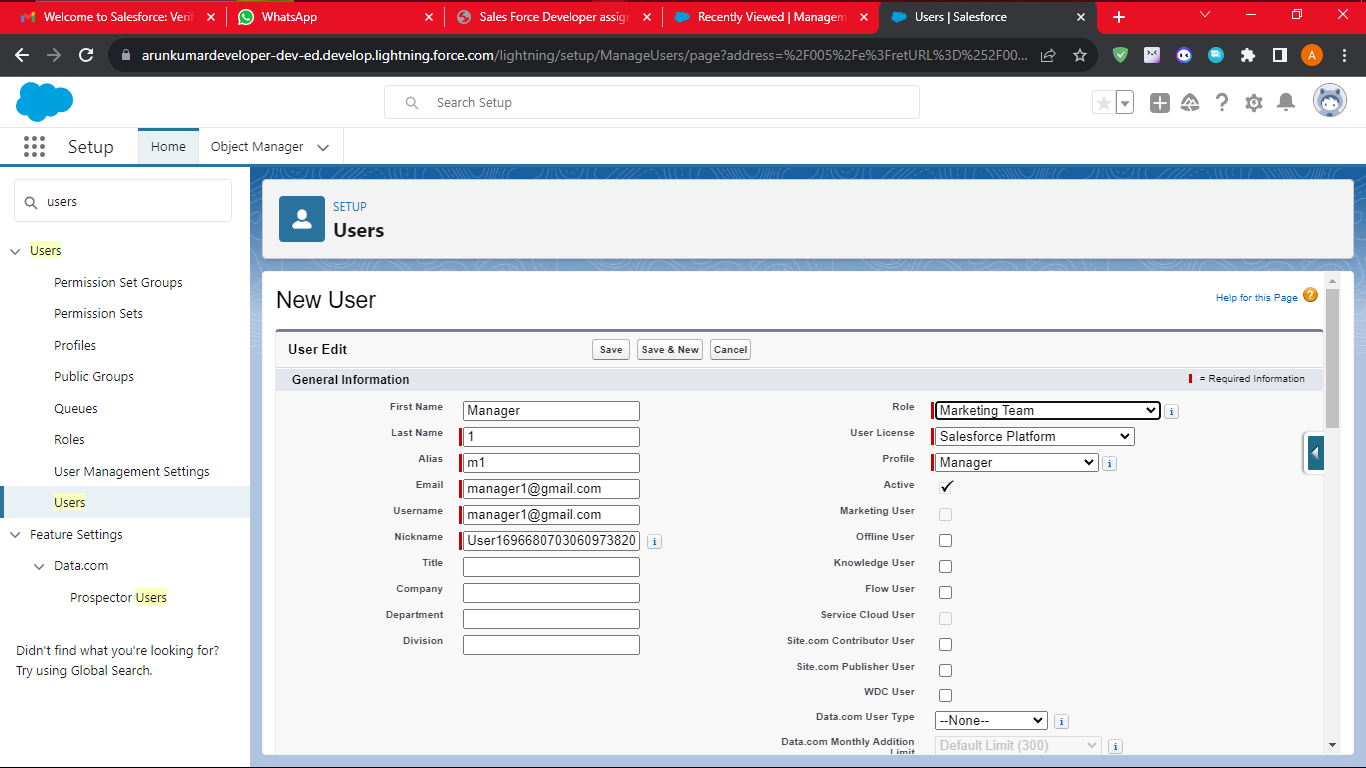 Welcome to Salesforce: Verif
WhatsApp
Sales Force Developer assign
Recently Viewed | Managem
Users | Salesforce
arunkumardeveloper-dev-ed.develop.lightning.force.com/lightning/setup/ManageUsers/page?address=%2F005%2Fe%3FretURL%3D%252F00...
A
Search Setup
Setup
Home
Object Manager
users
Users
Permission Set Groups
Permission Sets
Profiles
Public Groups
Queues
Roles
User Management Settings
Users
Feature Settings
Data.com
Prospector Users
Didn't find what you're looking for?
Try using Global Search.
SETUP
Users
New User
Help for this Page
User Edit
Save
Save & New
Cancel
General Information
= Required Information
First Name Manager
Last Name 1
Alias m1
Email manager1@gmail.com
Username manager1@gmail.com
Nickname User1696680703060973820
Title
Company
Department
Division
Role Marketing Team
User License Salesforce Platform
Profile Manager
Active
Marketing User
Offline User
Knowledge User
Flow User
Service Cloud User
Site.com Contributor User
Site.com Publisher User
WDC User
Data.com User Type --None--
Data.com Monthly Addition
Limit
Default Limit (300)